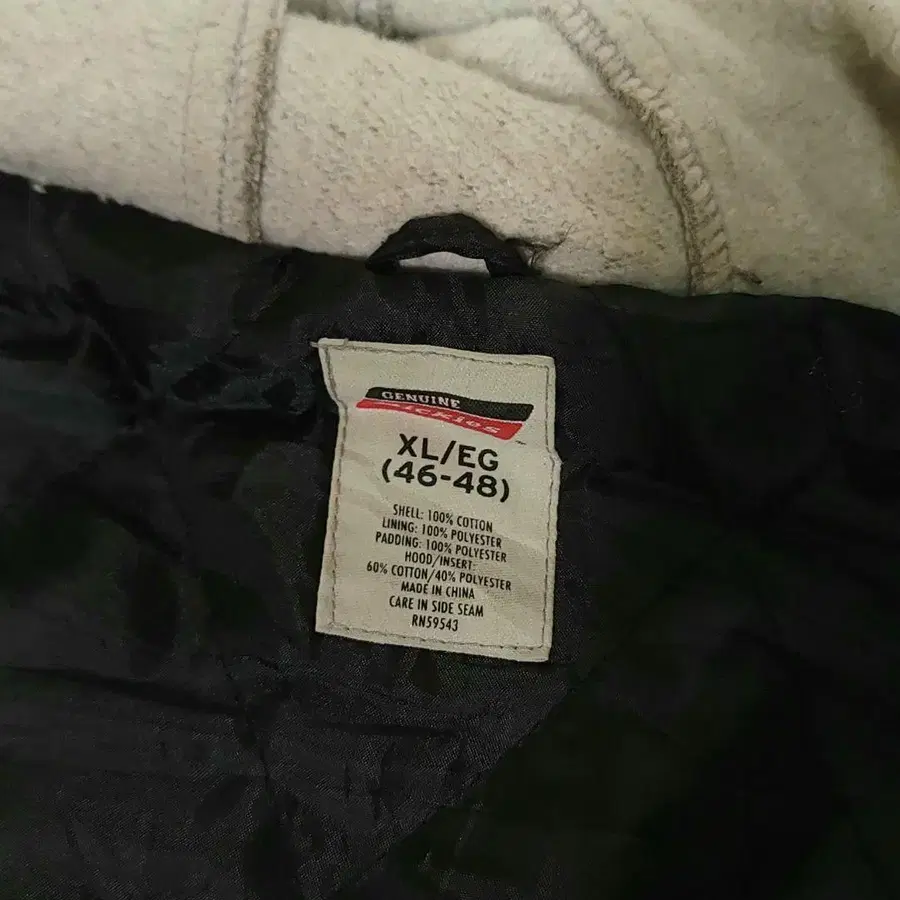 GENUINE
Dickies
XL/EG
(46-48)
SHELL: 100% COTTON
LINING: 100% POLYESTER
PADDING: 100% POLYESTER
HOOD/INSERT:
60% COTTON/40% POLYESTER
MADE IN CHINA
CARE IN SIDE SEAM
RN59543